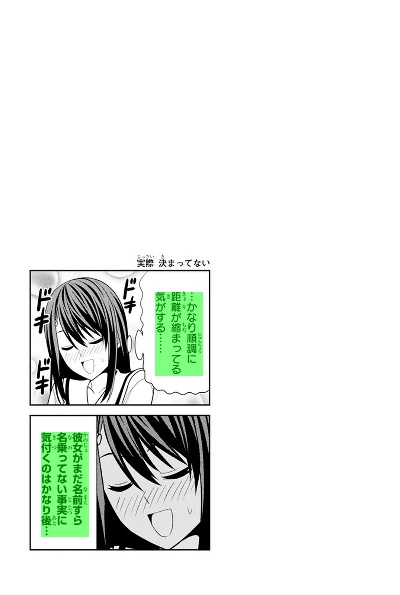 実際 決まってない
…かなり順調に
距離が縮まってる
気がする……
ドキ
ドキ
彼女がまだ名前すら
名乗ってない事実に
気付くのはかなり後…